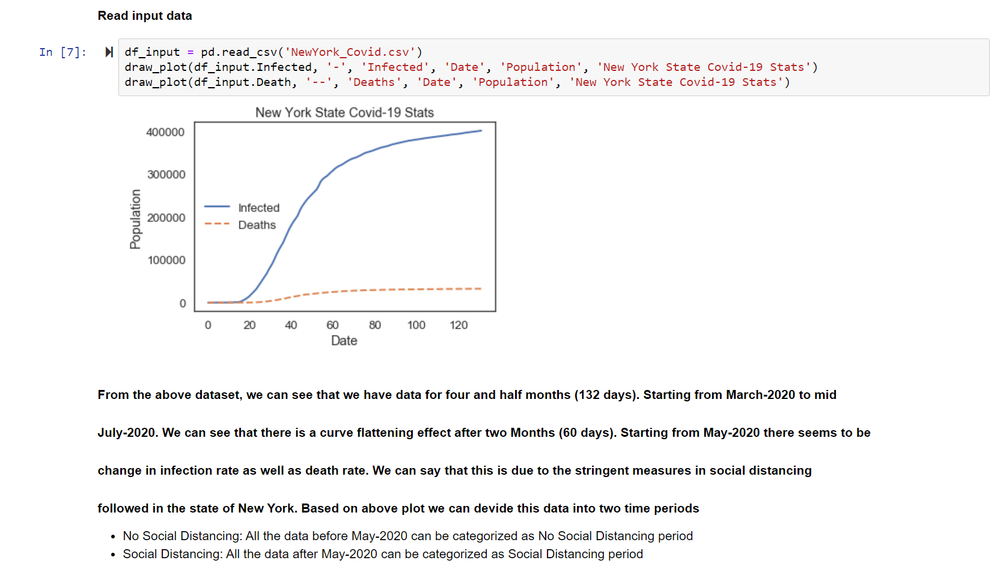 Read input data
In [7]:
df_input = pd.read_csv('NewYork_Covid.csv')
draw_plot(df_input.Infected, '-', 'Infected', 'Date', 'Population', 'New York State Covid-19 Stats')
draw_plot(df_input.Death, '--', 'Deaths', 'Date', 'Population', 'New York State Covid-19 Stats')
New York State Covid-19 Stats
400000
300000
200000
100000
0
Population
Infected
Deaths
0 20 40 60 80 100 120
Date
From the above dataset, we can see that we have data for four and half months (132 days). Starting from March-2020 to mid
July-2020. We can see that there is a curve flattening effect after two Months (60 days). Starting from May-2020 there seems to be
change in infection rate as well as death rate. We can say that this is due to the stringent measures in social distancing
followed in the state of New York. Based on above plot we can devide this data into two time periods
• No Social Distancing: All the data before May-2020 can be categorized as No Social Distancing period
• Social Distancing: All the data after May-2020 can be categorized as Social Distancing period